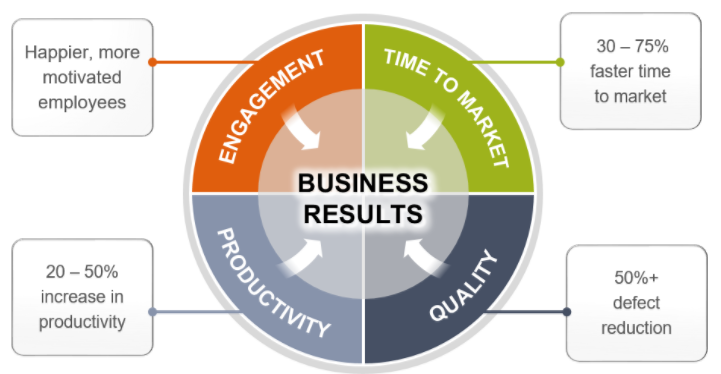 Happier, more
motivated
employees
ENGAGEMENT
TIME TO MARKET
30 – 75%
faster time
to market
BUSINESS
RESULTS
20 – 50%
increase in
productivity
PRODUCTIVITY
QUALITY
50%+
defect
reduction